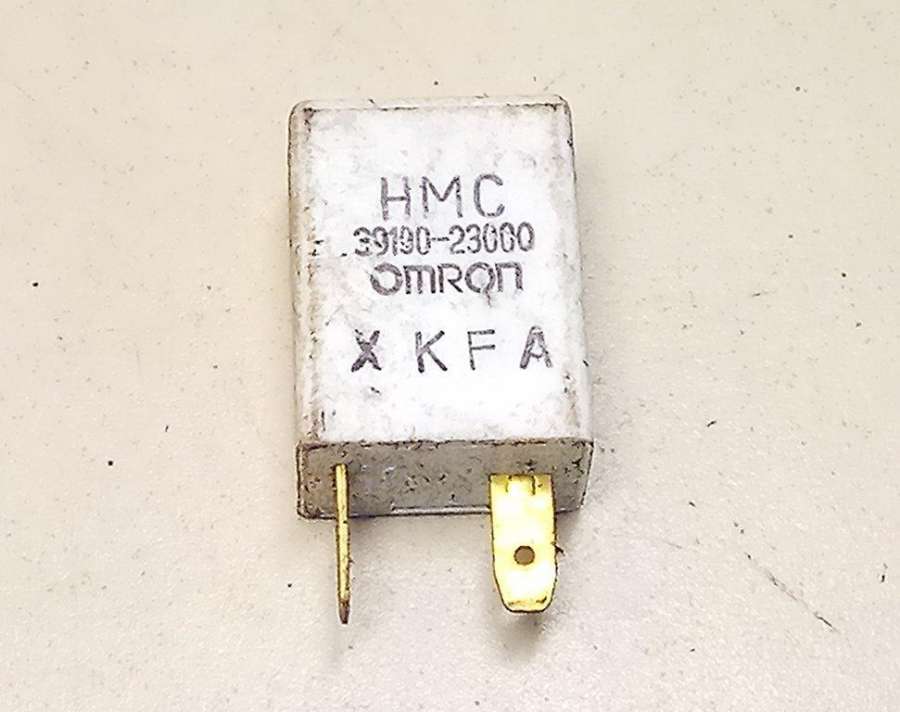 HMC
39190-23000
OMRON
X K F A